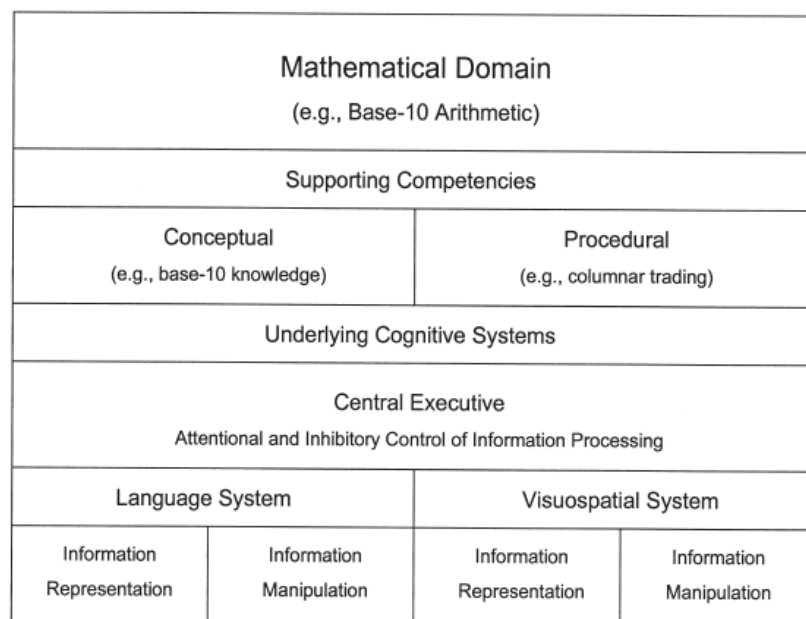 Mathematical Domain
(e.g., Base-10 Arithmetic)
Supporting Competencies
Conceptual
(e.g., base-10 knowledge)
Procedural
(e.g., columnar trading)
Underlying Cognitive Systems
Central Executive
Attentional and Inhibitory Control of Information Processing
Language System
Visuospatial System
Information
Representation
Information
Manipulation
Information
Representation
Information
Manipulation